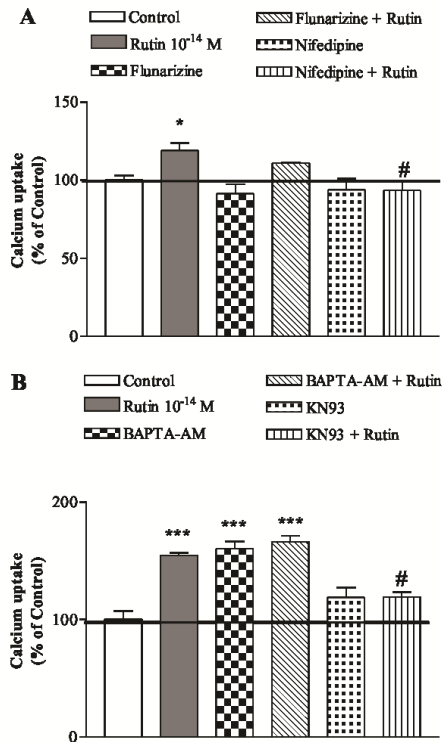 A
Control
Flunarizine + Rutin
Rutin 10-14 M
Nifedipine
Flunarizine
Nifedipine + Rutin
Calcium uptake
(% of Control)
150
100
50
0
*
#
B
Control
BAPTA-AM + Rutin
Rutin 10-14 M
KN93
BAPTA-AM
KN93 + Rutin
Calcium uptake
(% of Control)
200
100
0
***
***
***
#